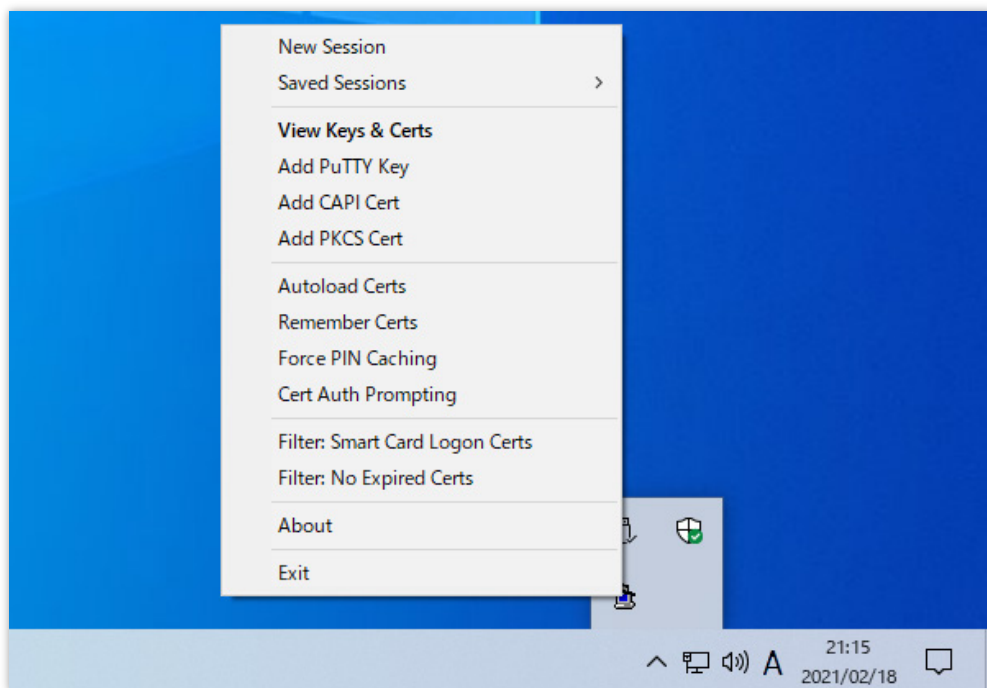 New Session
Saved Sessions
View Keys & Certs
Add PuTTY Key
Add CAPI Cert
Add PKCS Cert
Autoload Certs
Remember Certs
Force PIN Caching
Cert Auth Prompting
Filter: Smart Card Logon Certs
Filter: No Expired Certs
About
Exit
A
21:15
2021/02/18